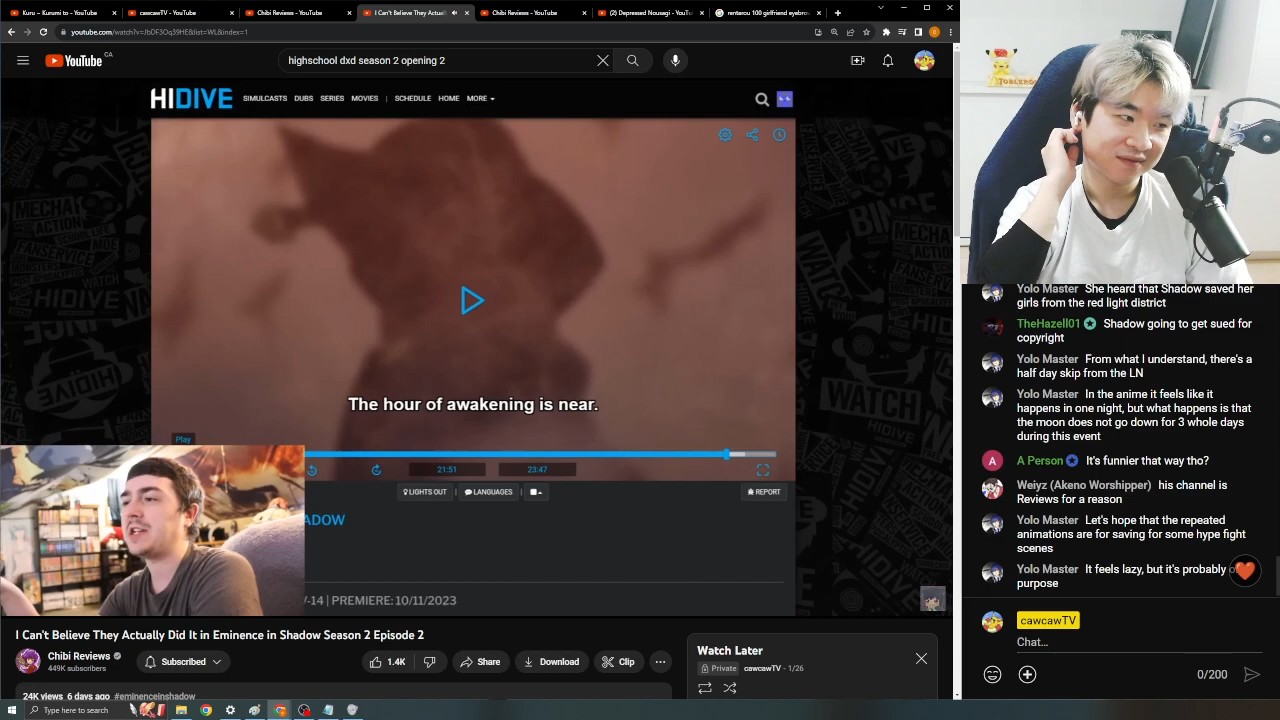 Kuru – Kurumi to - YouTube
cawcawTV - YouTube
Chibi Reviews - YouTube
I Can't Believe They Actual
Chibi Reviews - YouTube
(2) Depressed Nousagi - YouTu
renterou 100 girlfriend eyebro
youtube.com/watch?v=JbDF3Oq39HE&list=WL&index=1
YouTube CA
highschool dxd season 2 opening 2
HIDIVE
SIMULCASTS DUBS SERIES MOVIES | SCHEDULE HOME MORE
TOBLERO
The hour of awakening is near.
Play
21:51
23:47
LIGHTS OUT | LANGUAGES |
REPORT
ADOW
-14 | PREMIERE: 10/11/2023
I Can't Believe They Actually Did It in Eminence in Shadow Season 2 Episode 2
Chibi Reviews
449K subscribers
Subscribed
1.4K
Share
Download
Clip
24K views 6 days ago #eminenceinshadow
Watch Later
Private cawcawTV - 1/26
Yolo Master She heard that Shadow saved her
girls from the red light district
TheHazell01 Shadow going to get sued for
copyright
Yolo Master From what I understand, there's a
half day skip from the LN
Yolo Master In the anime it feels like it
happens in one night, but what happens is that
the moon does not go down for 3 whole days
during this event
A Person It's funnier that way tho?
Weiyz (Akeno Worshipper) his channel is
Reviews for a reason
Yolo Master Let's hope that the repeated
animations are for saving for some hype fight
scenes
Yolo Master It feels lazy, but it's probably
purpose
cawcawTV
Chat...
0/200
Type here to search